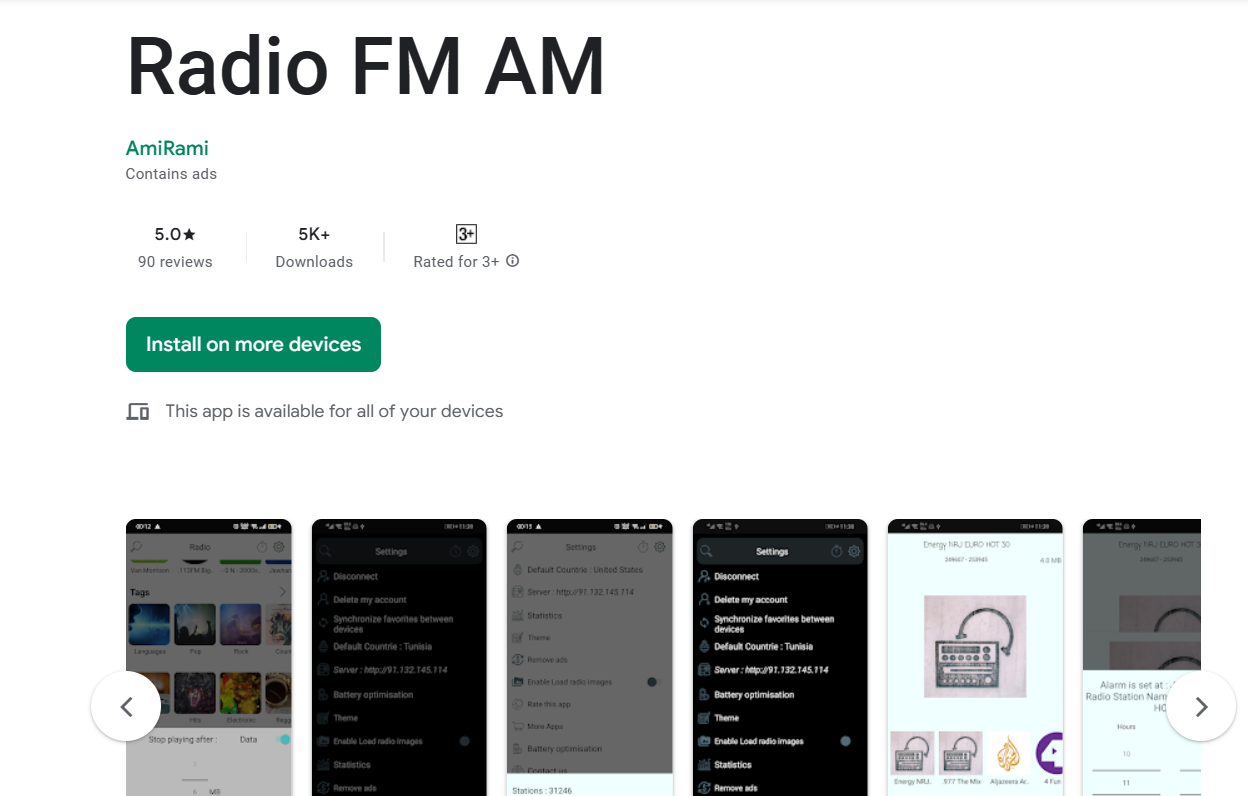 Radio FM AM
AmiRami
Contains ads
5.0★
5K+
3+
90 reviews
Downloads
Rated for 3+
Install on more devices
This app is available for all of your devices
Radio
Van Morrison
Tags
Languages
Pop
Rock
Hits
Electronic
Stop playing after :
Data
MB
Settings
Disconnect
Delete my account
Synchronize favorites between
devices
Default Countrie : Tunisia
Server : http://91.132.145.114
Battery optimisation
Theme
Enable Load radio images
Statistics
Remove ads
Settings
Default Countrie : United States
Server : http://91.132.145.114
Statistics
Theme
Remove ads
Enable Load radio images
Rate this app
More Apps
Battery optimisation
Contact us
Stations : 31246
11:20
Settings
Disconnect
Delete my account
Synchronize favorites between
devices
Default Countrie : Tunisia
Server : http://91.132.145.114
Battery optimisation
Theme
Enable Load radio images
Statistics
Remove ads
Energy NRJ EURO HOT 30
4.0 MB
Energy NRJ..
.977 The Mix
Aljazeera Ar..
4 Fun
Energy NRJ EURO HOT 3
Alarm is set at :
Radio Station Nam
HO
Hours
10
11